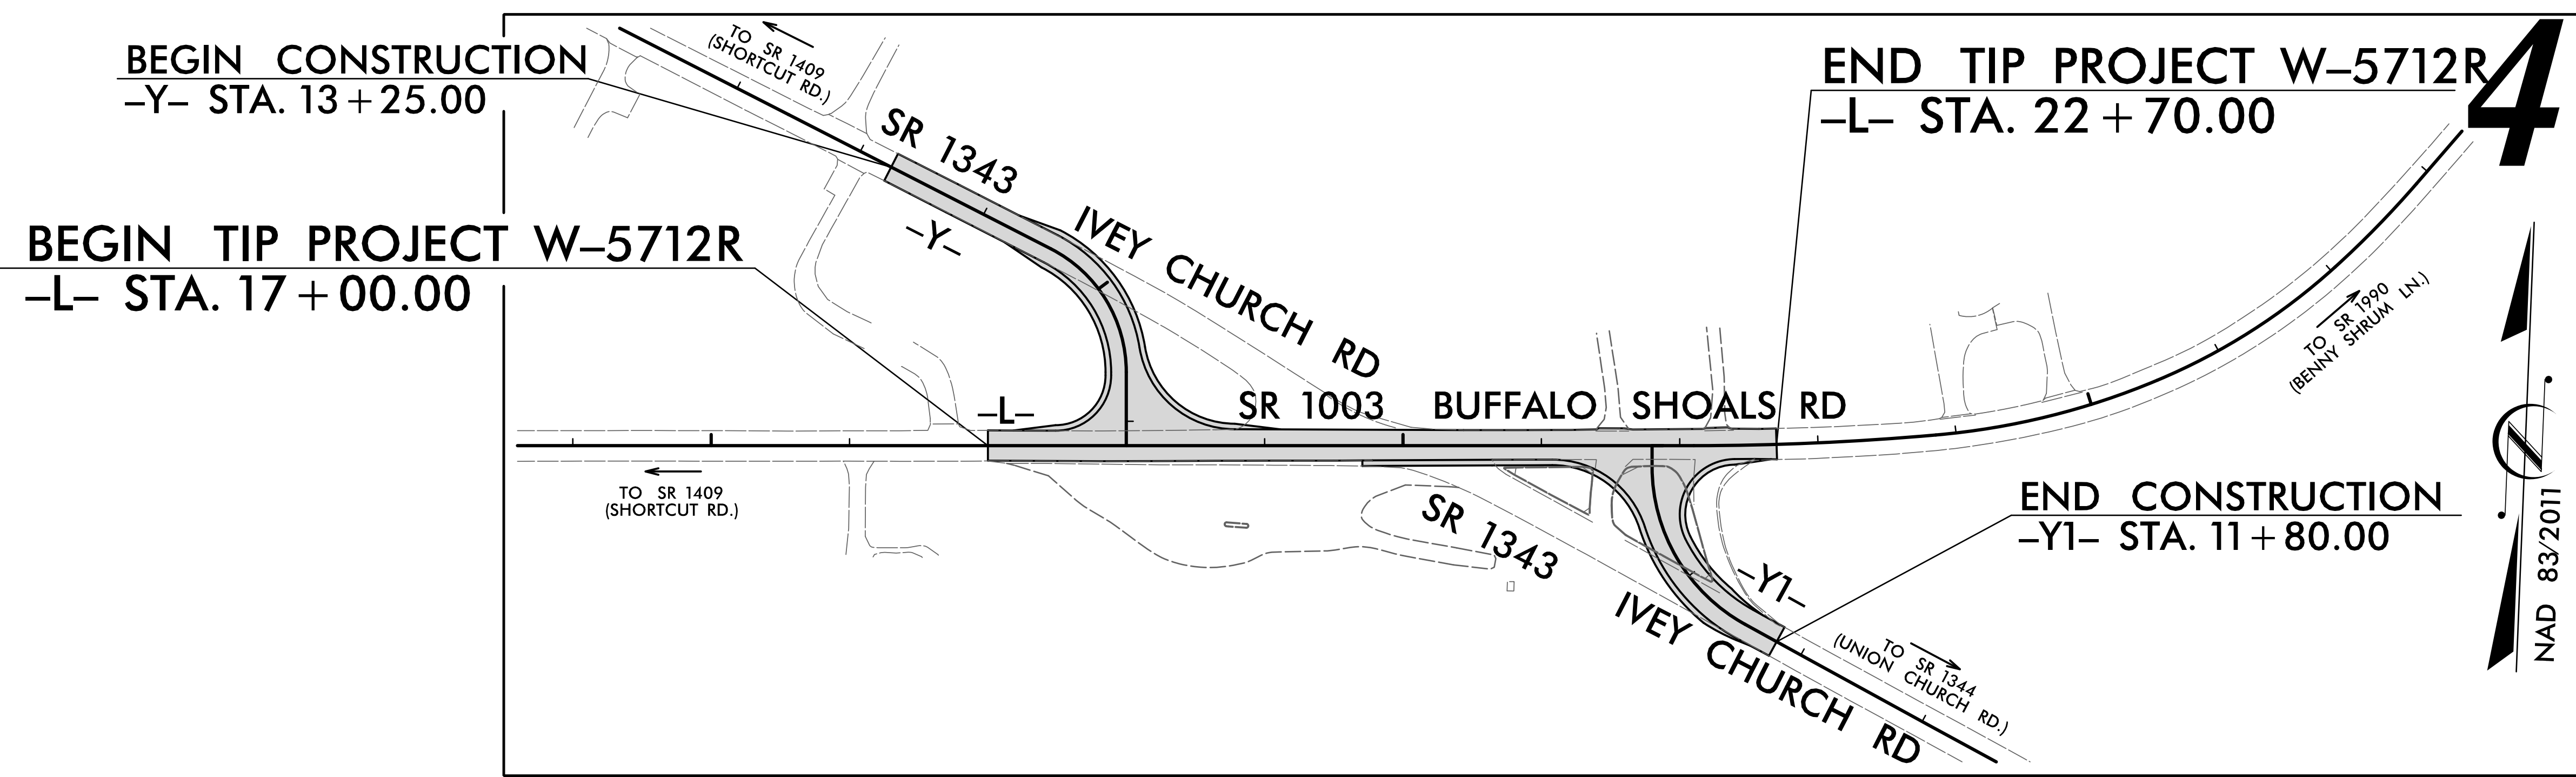 BEGIN CONSTRUCTION
–Y– STA. 13+25.00
TO SR 1409
(SHORTCUT RD.)
END TIP PROJECT W–5712R
–L– STA. 22+70.00
4
SR 1343
IVEY CHURCH RD
–Y–
BEGIN TIP PROJECT W–5712R
–L– STA. 17+00.00
TO SR 1990
(BENNY SHRUM LN.)
–L–
SR 1003 BUFFALO SHOALS RD
TO SR 1409
(SHORTCUT RD.)
SR 1343
IVEY CHURCH RD
–Y1–
END CONSTRUCTION
–Y1– STA. 11+80.00
TO SR 1344
(UNION CHURCH RD.)
N
NAD 83/2011